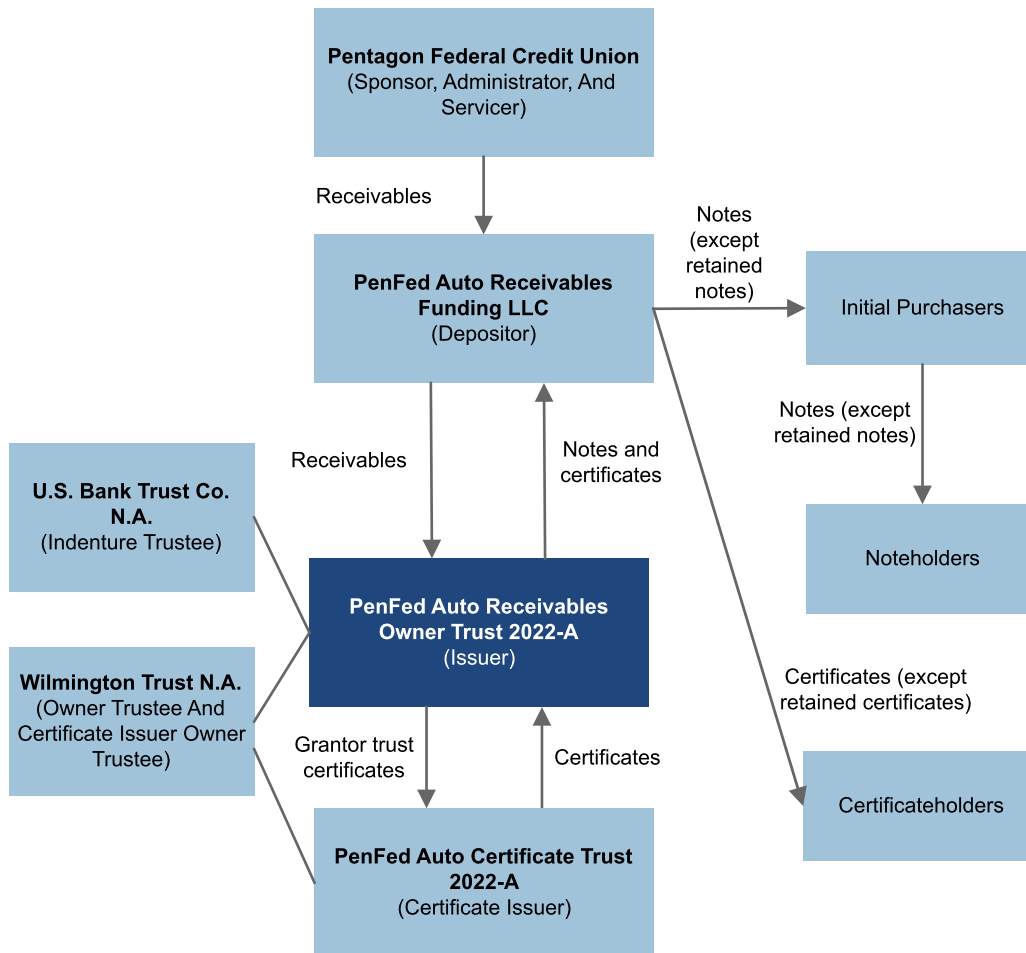 Pentagon Federal Credit Union
(Sponsor, Administrator, And
Servicer)
Receivables
PenFed Auto Receivables
Funding LLC
(Depositor)
Notes
(except
retained
notes)
Initial Purchasers
Notes (except
retained notes)
Noteholders
Receivables
Notes and
certificates
U.S. Bank Trust Co.
N.A.
(Indenture Trustee)
PenFed Auto Receivables
Owner Trust 2022-A
(Issuer)
Wilmington Trust N.A.
(Owner Trustee And
Certificate Issuer Owner
Trustee)
Certificates (except
retained certificates)
Grantor trust
certificates
Certificates
Certificateholders
PenFed Auto Certificate Trust
2022-A
(Certificate Issuer)